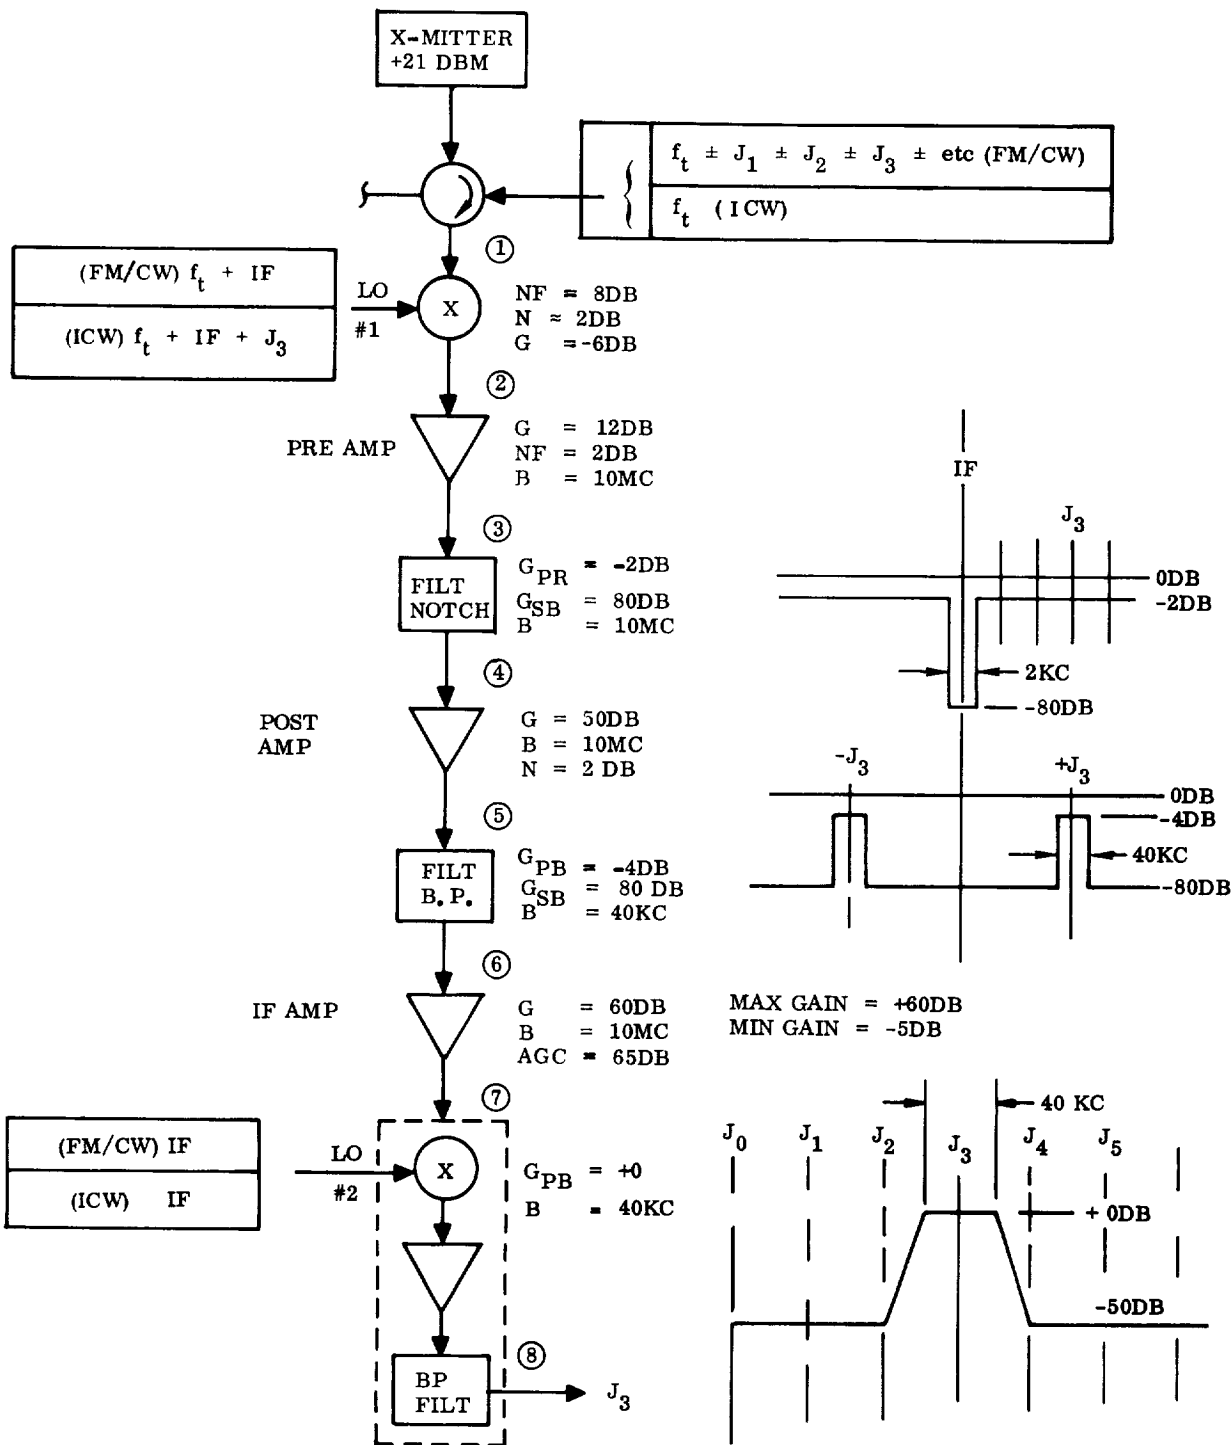 X-MITTER
+21 DBM
f_t ± J_1 ± J_2 ± J_3 ± etc (FM/CW)
f_t (ICW)
①
(FM/CW) f_t + IF
(ICW) f_t + IF + J_3
LO
#1
X
NF = 8DB
N ≈ 2DB
G = -6DB
②
PRE AMP
G = 12DB
NF = 2DB
B = 10MC
③
FILT
NOTCH
G_PR = -2DB
G_SB = 80DB
B = 10MC
IF
J_3
0DB
-2DB
2KC
-80DB
④
POST
AMP
G = 50DB
B = 10MC
N = 2 DB
-J_3
+J_3
0DB
-4DB
40KC
-80DB
⑤
FILT
B. P.
G_PB = -4DB
G_SB = 80 DB
B = 40KC
⑥
IF AMP
G = 60DB
B = 10MC
AGC = 65DB
MAX GAIN = +60DB
MIN GAIN = -5DB
⑦
(FM/CW) IF
(ICW) IF
LO
#2
X
G_PB = +0
B = 40KC
40 KC
J_0 J_1 J_2 J_3 J_4 J_5
+ 0DB
-50DB
⑧
BP
FILT
J_3